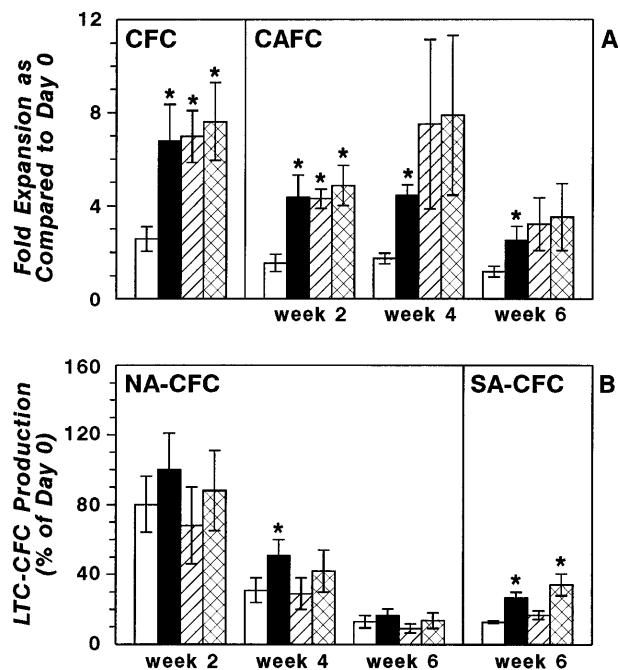 Fold Expansion as
Compared to Day 0
12
8
4
0
CFC
CAFC
A
*
*
*
*
*
*
*
*
week 2
week 4
week 6
LTC-CFC Production
(% of Day 0)
160
120
80
40
0
NA-CFC
SA-CFC
B
*
*
*
week 2
week 4
week 6
week 6